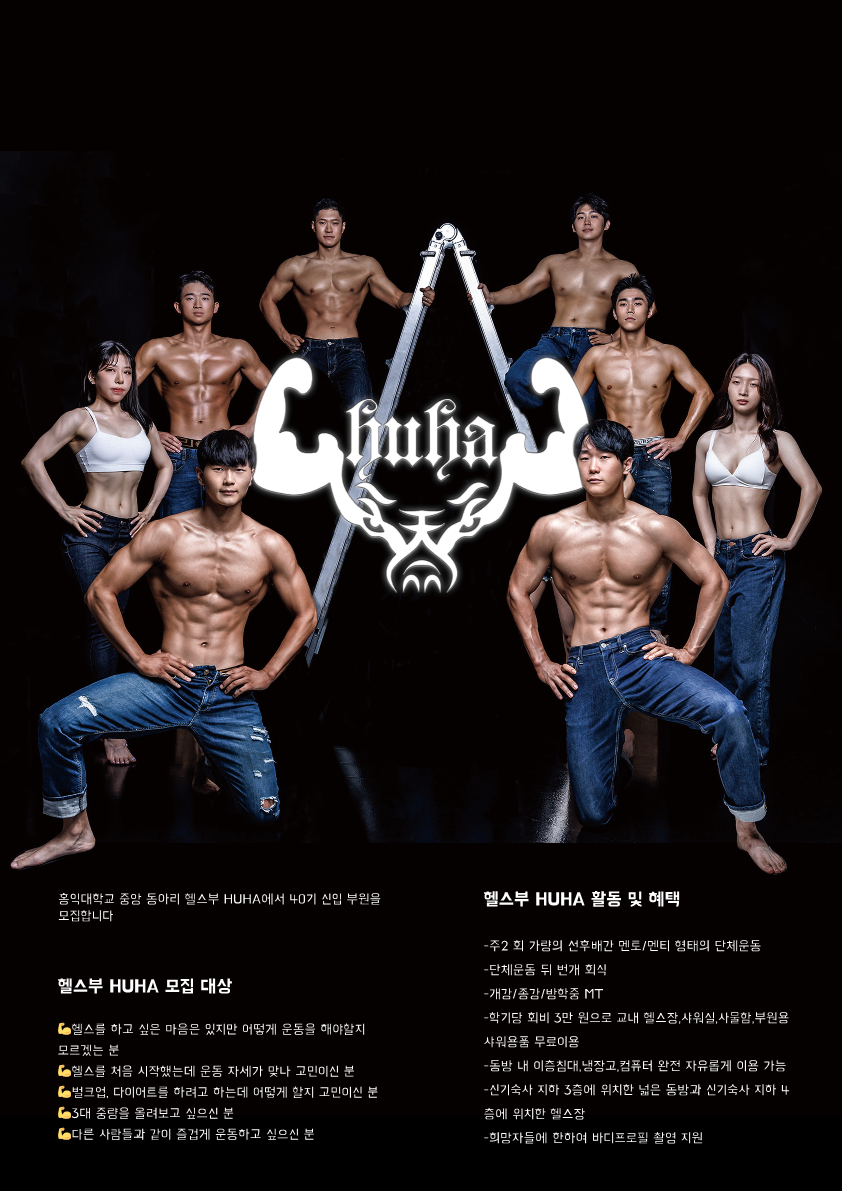 huha
홍익대학교 중앙 동아리 헬스부 HUHA에서 40기 신입 부원을
모집합니다
헬스부 HUHA 모집 대상
💪헬스를 하고 싶은 마음은 있지만 어떻게 운동을 해야할지
모르겠는 분
💪헬스를 처음 시작했는데 운동 자세가 맞나 고민이신 분
💪벌크업, 다이어트를 하려고 하는데 어떻게 할지 고민이신 분
💪3대 중량을 올려보고 싶으신 분
💪다른 사람들과 같이 즐겁게 운동하고 싶으신 분
헬스부 HUHA 활동 및 혜택
-주2 회 가량의 선후배간 멘토/멘티 형태의 단체운동
-단체운동 뒤 번개 회식
-개강/종강/방학중 MT
-학기당 회비 3만 원으로 교내 헬스장,샤워실,사물함,부원용
샤워용품 무료이용
-동방 내 이층침대,냉장고,컴퓨터 완전 자유롭게 이용 가능
-신기숙사 지하 3층에 위치한 넓은 동방과 신기숙사 지하 4
층에 위치한 헬스장
-희망자들에 한하여 바디프로필 촬영 지원